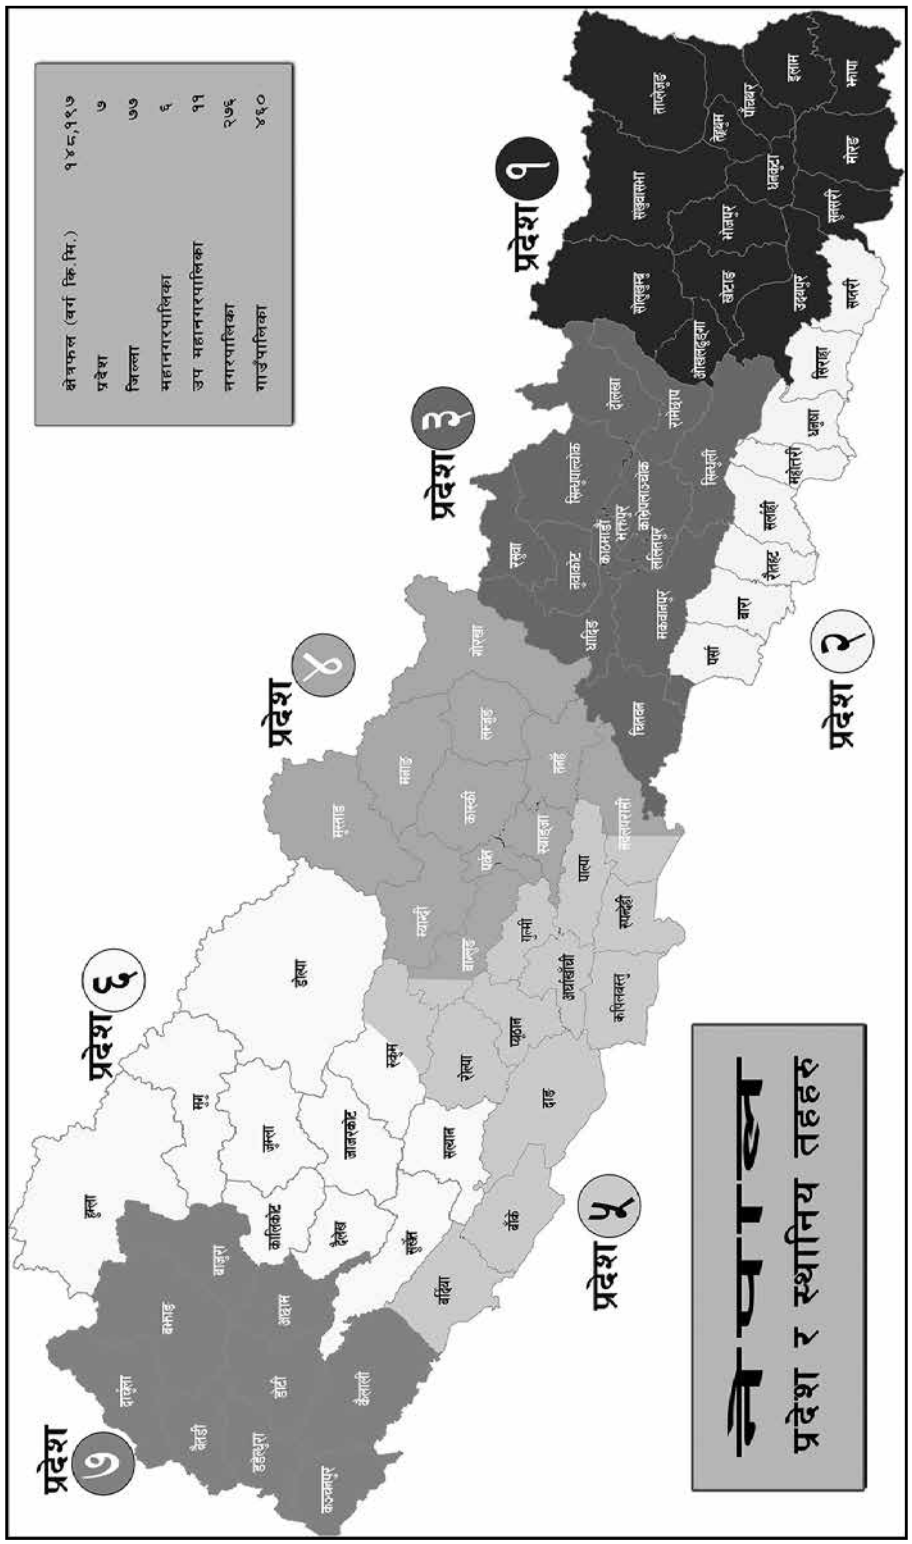 नेपाल
प्रदेश र स्थानिय तहहरु
क्षेत्रफल (वर्ग कि.मि.) १४८,१९७
प्रदेश ७
जिल्ला ७७
महानगरपालिका ६
उप महानगरपालिका ११
नगरपालिका २७६
गाउँपालिका ४६०
प्रदेश ७
दार्चुला
बझाङ
बाजुरा
बैतडी
डडेल्धुरा
डोटी
अछाम
कञ्चनपुर
कैलाली
प्रदेश ६
हुम्ला
मुगु
डोल्पा
जुम्ला
कालिकोट
जाजरकोट
दैलेख
रुकुम
सल्यान
सुर्खेत
प्रदेश ५
रोल्पा
प्यूठान
गुल्मी
अर्घाखाँची
पाल्पा
दाङ
बाँके
बर्दिया
कपिलवस्तु
रुपन्देही
प्रदेश ४
मुस्ताङ
मनाङ
गोरखा
म्याग्दी
कास्की
लमजुङ
बाग्लुङ
पर्वत
स्याङ्जा
तनहुँ
नवलपरासी
प्रदेश ३
रसुवा
सिन्धुपाल्चोक
दोलखा
धादिङ
नुवाकोट
काठमाडौं
भक्तपुर
काभ्रेपलाञ्चोक
ललितपुर
रामेछाप
मकवानपुर
सिन्धुली
चितवन
प्रदेश २
पर्सा
बारा
रौतहट
सर्लाही
महोत्तरी
धनुषा
सिराहा
सप्तरी
प्रदेश १
सोलुखुम्बु
सखुवासभा
ताप्लेजुङ
ओखलढुङ्गा
खोटाङ
भोजपुर
तेह्रथुम
पाँचथर
धनकुटा
इलाम
उदयपुर
सुनसरी
मोरङ
झापा